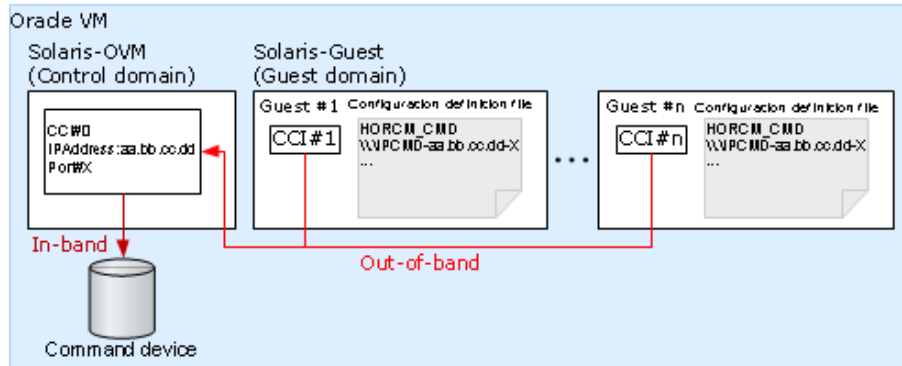 Oracle VM
Solaris-OVM
(Control domain)
CCI#0
IPAddress:aa.bb.cc.dd
Port#X
In-band
Command device
Solaris-Guest
(Guest domain)
Guest #1 Configuration definition file
CCI#1
HORCM_CMD
\\.\IPCMD-aa.bb.cc.dd-X
...
...
Guest #n Configuration definition file
CCI#n
HORCM_CMD
\\.\IPCMD-aa.bb.cc.dd-X
...
Out-of-band